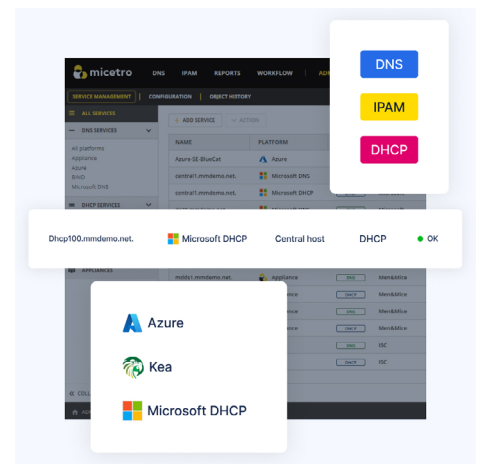 DNS
IPAM
DHCP
micetro
DNS IPAM REPORTS WORKFLOW
SERVICE MANAGEMENT CONFIGURATION OBJECT HISTORY
ALL SERVICES
+ ADD SERVICE ACTION
DNS SERVICES
NAME PLATFORM
All platforms
Appliance
Azure
BIND
Microsoft DNS
Azure-SE-BlueCat Azure
central1.mmdemo.net. Microsoft DNS
central1.mmdemo.net. Microsoft DHCP
DHCP SERVICES
Dhcp100.mmdemo.net. Microsoft DHCP Central host DHCP OK
APPLIANCES
mdds1.mmdemo.net. Appliance DNS Men&Mice
DHCP Men&Mice
DNS Men&Mice
DHCP Men&Mice
DNS ISC
DHCP ISC
Azure
Kea
Microsoft DHCP